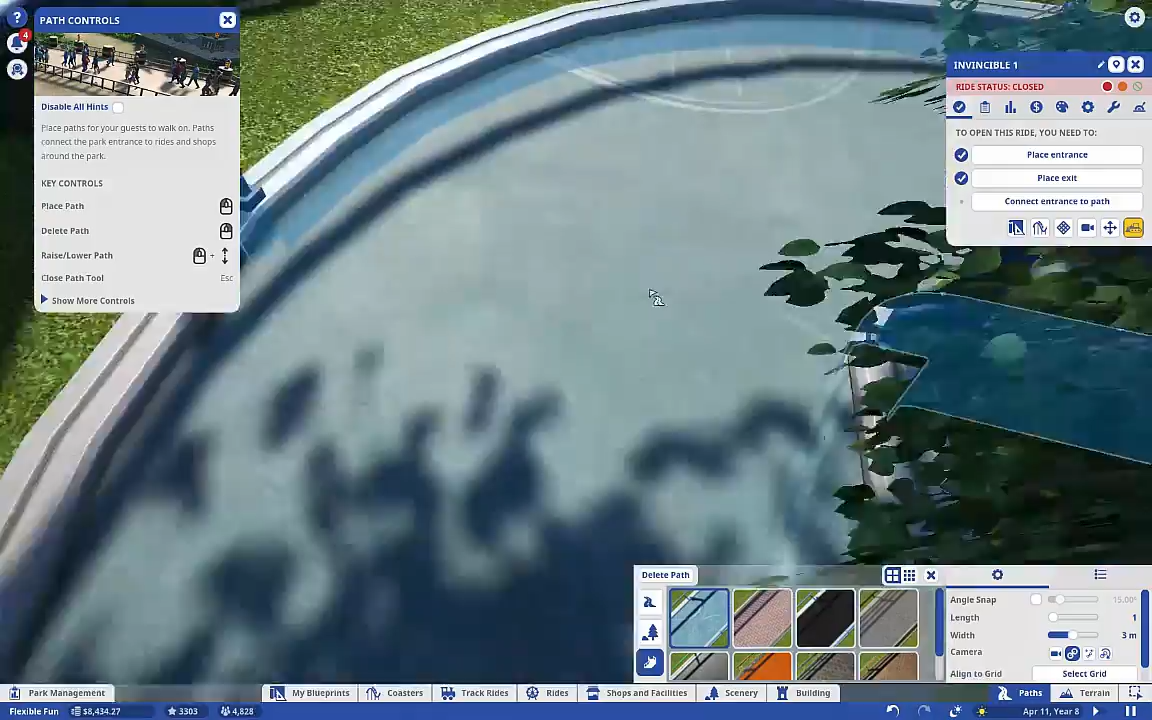 ?
4
PATH CONTROLS
Disable All Hints
Place paths for your guests to walk on. Paths
connect the park entrance to rides and shops
around the park.
KEY CONTROLS
Place Path
Delete Path
Raise/Lower Path
+
Close Path Tool
Esc
Show More Controls
INVINCIBLE 1
RIDE STATUS: CLOSED
TO OPEN THIS RIDE, YOU NEED TO:
Place entrance
Place exit
Connect entrance to path
Delete Path
Angle Snap
15.00°
Length
1
Width
3 m
Camera
Align to Grid
Select Grid
Park Management
My Blueprints
Coasters
Track Rides
Rides
Shops and Facilities
Scenery
Building
Paths
Terrain
Flexible Fun
$8,434.27
3303
4,828
Apr 11, Year 8